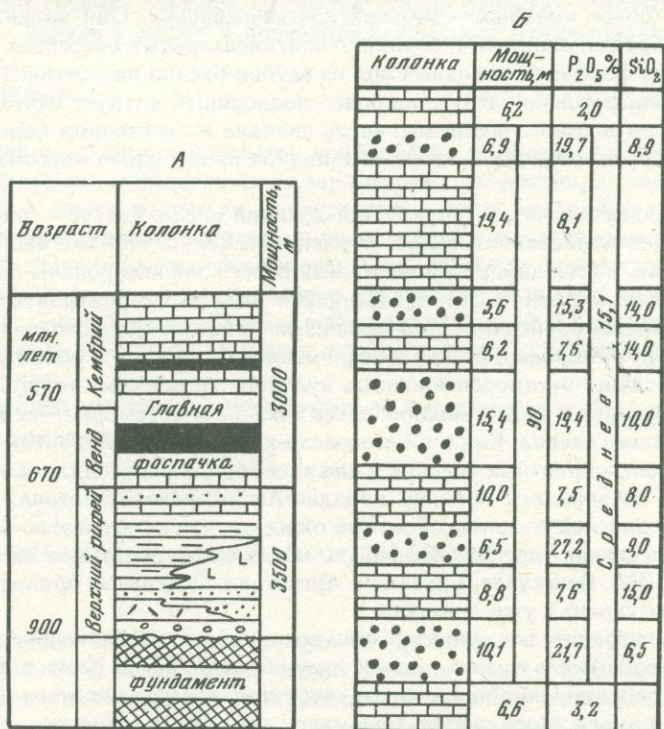 А
Возраст Колонка Мощность, м
млн
лет
570
670
900
Кембрий
Венд
Верхний рифей
Главная
фоспачка
Фундамент
1000
3500
Б
Колонка Мощ-
ность, м P2O5% SiO2
6,2 2,0
6,9 19,7 8,9
19,4 8,1
5,6 15,3 14,0
6,2 7,6 14,0
15,4 19,4 10,0
10,0 7,5 8,0
6,5 21,2 9,0
8,8 7,6 15,0
10,1 21,7 6,5
6,6 3,2
90
Среднее 15,1